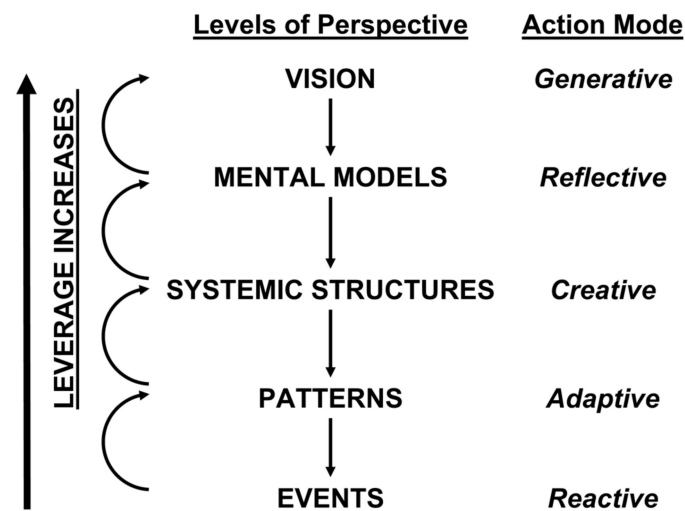 Levels of Perspective
Action Mode
LEVERAGE INCREASES
VISION
Generative
MENTAL MODELS
Reflective
SYSTEMIC STRUCTURES
Creative
PATTERNS
Adaptive
EVENTS
Reactive